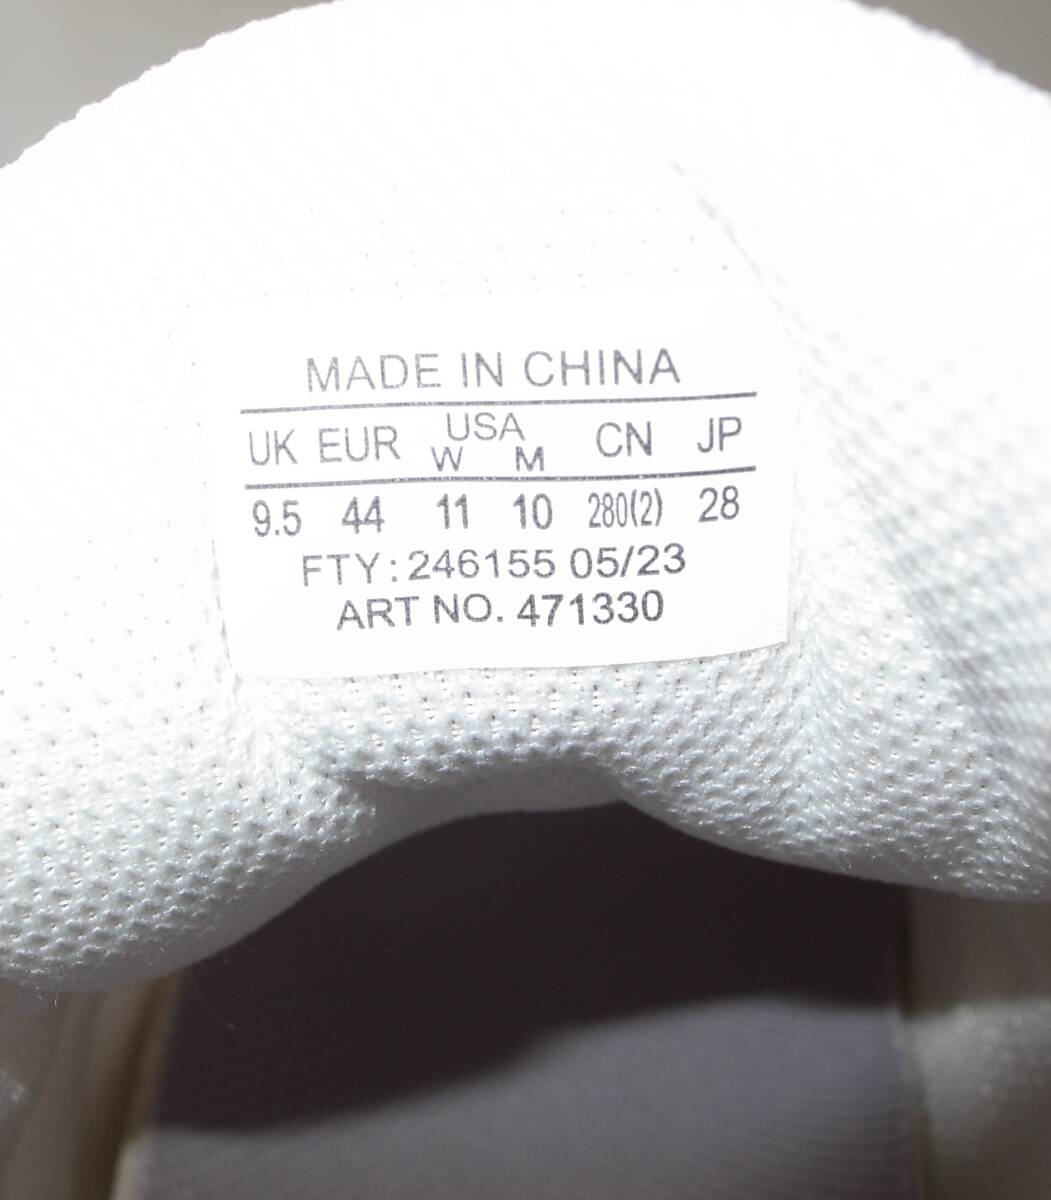 MADE IN CHINA
UK EUR USA CN JP
W M
9.5 44 11 10 280(2) 28
FTY: 246155 05/23
ART NO. 471330